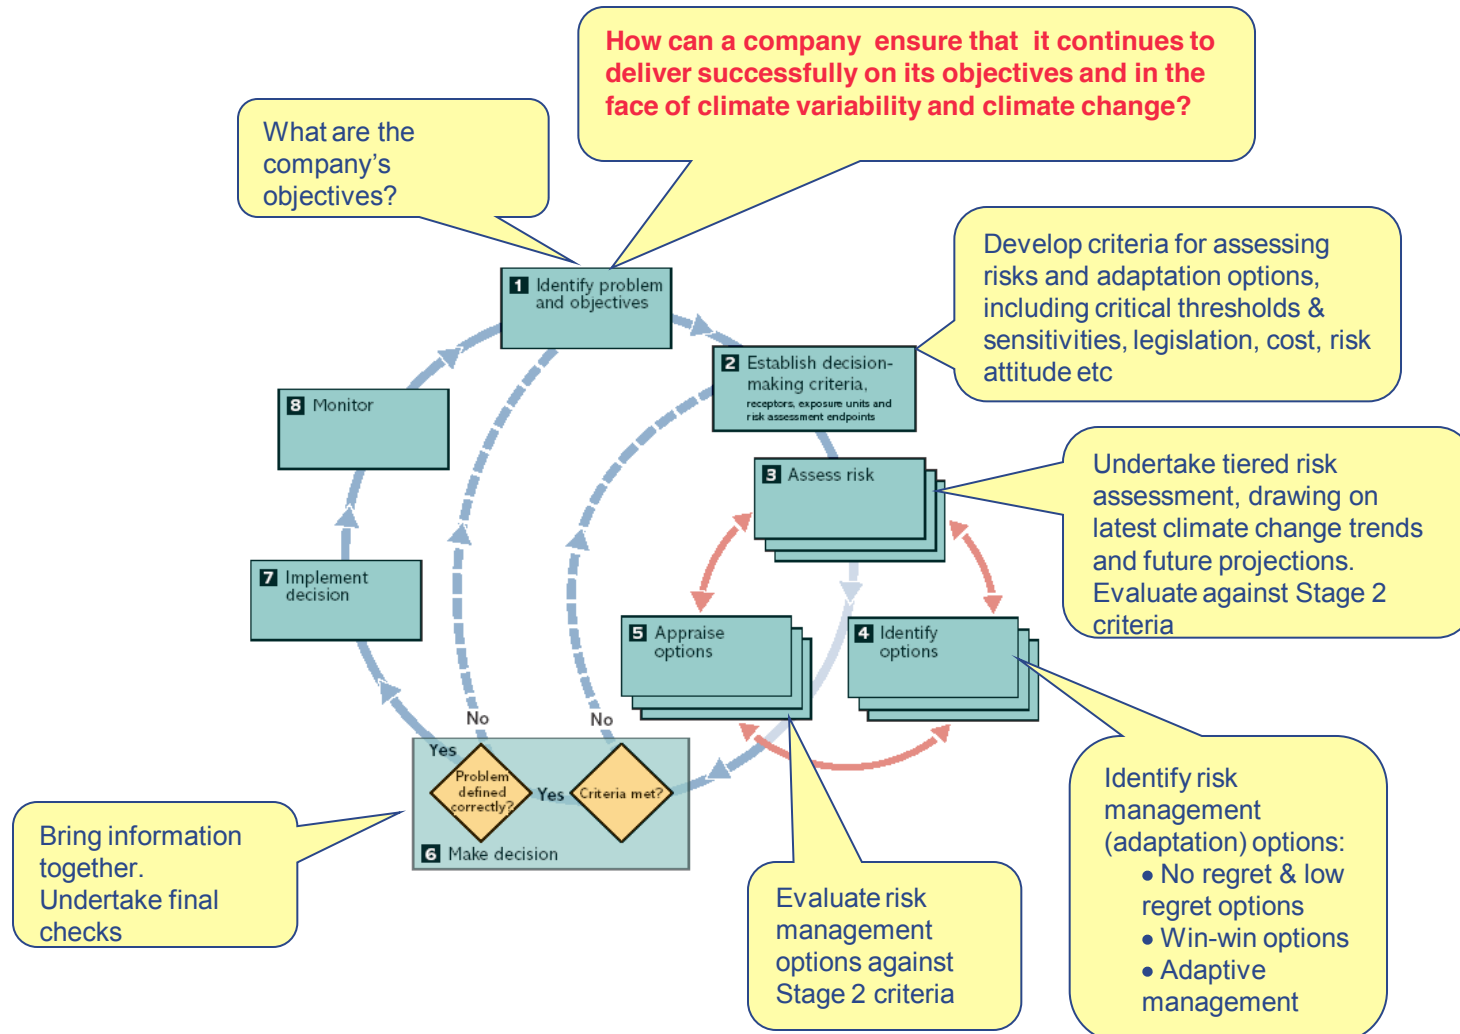 How can a company ensure that it continues to
deliver successfully on its objectives and in the
face of climate variability and climate change?
What are the
company's
objectives?
Develop criteria for assessing
risks and adaptation options,
including critical thresholds &
sensitivities, legislation, cost, risk
attitude etc
1 Identify problem
and objectives
2 Establish decision-
making criteria,
receptors, exposure units and
risk assessment endpoints
8 Monitor
3 Assess risk
Undertake tiered risk
assessment, drawing on
latest climate change trends
and future projections.
Evaluate against Stage 2
criteria
7 Implement
decision
5 Appraise
options
4 Identify
options
No
No
Yes
Problem
defined
correctly?
Yes
Criteria met?
6 Make decision
Bring information
together.
Undertake final
checks
Evaluate risk
management
options against
Stage 2 criteria
Identify risk
management
(adaptation) options:
• No regret & low
regret options
• Win-win options
• Adaptive
management